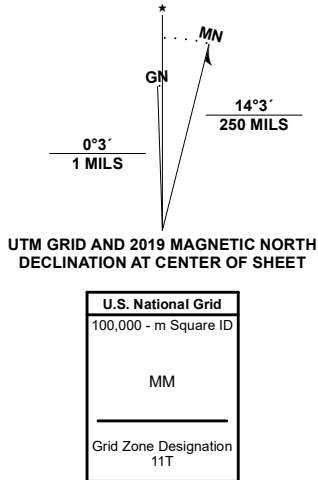 ★
MN
GN
0°3´
1 MILS
14°3´
250 MILS
UTM GRID AND 2019 MAGNETIC NORTH
DECLINATION AT CENTER OF SHEET
U.S. National Grid
100,000 - m Square ID
MM
Grid Zone Designation
11T